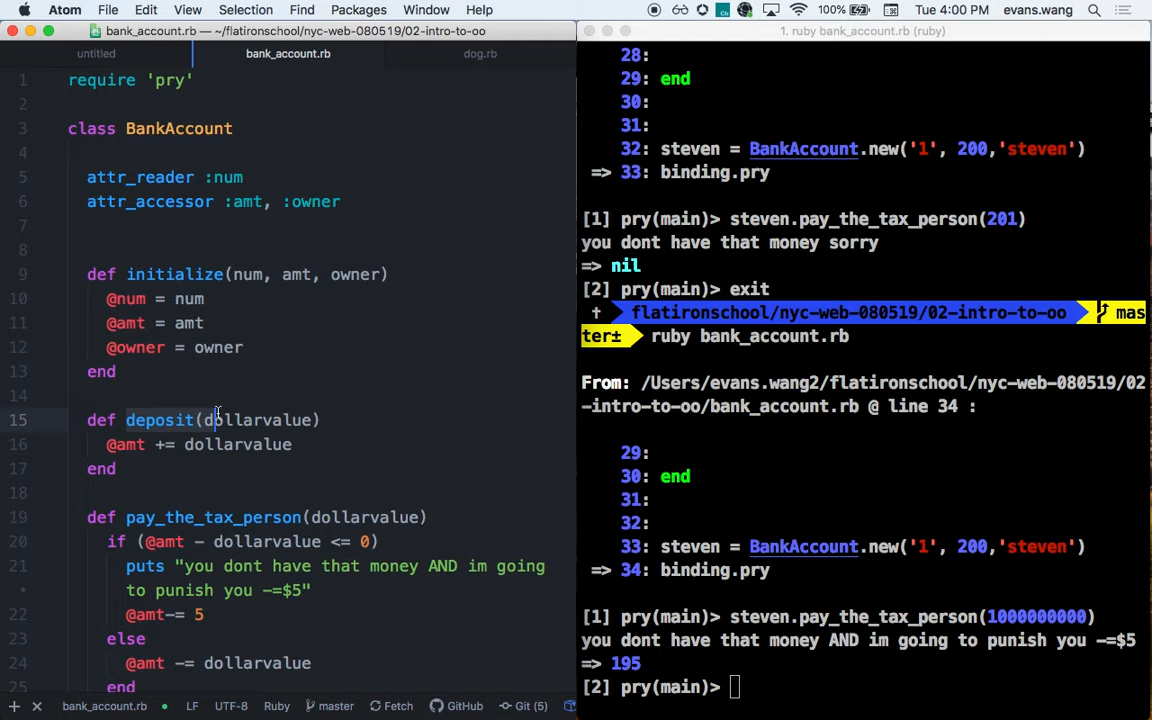 Atom File Edit View Selection Find Packages Window Help 100% Tue 4:00 PM evans.wang
bank_account.rb — ~/flatironschool/nyc-web-080519/02-intro-to-oo
untitled bank_account.rb dog.rb
1 require 'pry'
2
3 class BankAccount
4
5 attr_reader :num
6 attr_accessor :amt, :owner
7
8
9 def initialize(num, amt, owner)
10 @num = num
11 @amt = amt
12 @owner = owner
13 end
14
15 def deposit(dollarvalue)
16 @amt += dollarvalue
17 end
18
19 def pay_the_tax_person(dollarvalue)
20 if (@amt - dollarvalue <= 0)
21 puts "you dont have that money AND im going
to punish you -=$5"
22 @amt-= 5
23 else
24 @amt -= dollarvalue
25 end
bank_account.rb LF UTF-8 Ruby master Fetch GitHub Git (5)
1. ruby bank_account.rb (ruby)
28:
29: end
30:
31:
32: steven = BankAccount.new('1', 200,'steven')
=> 33: binding.pry
[1] pry(main)> steven.pay_the_tax_person(201)
you dont have that money sorry
=> nil
[2] pry(main)> exit
flatironschool/nyc-web-080519/02-intro-to-oo mas
ter± ruby bank_account.rb
From: /Users/evans.wang2/flatironschool/nyc-web-080519/02
-intro-to-oo/bank_account.rb @ line 34 :
29:
30: end
31:
32:
33: steven = BankAccount.new('1', 200,'steven')
=> 34: binding.pry
[1] pry(main)> steven.pay_the_tax_person(1000000000)
you dont have that money AND im going to punish you -=$5
=> 195
[2] pry(main)>